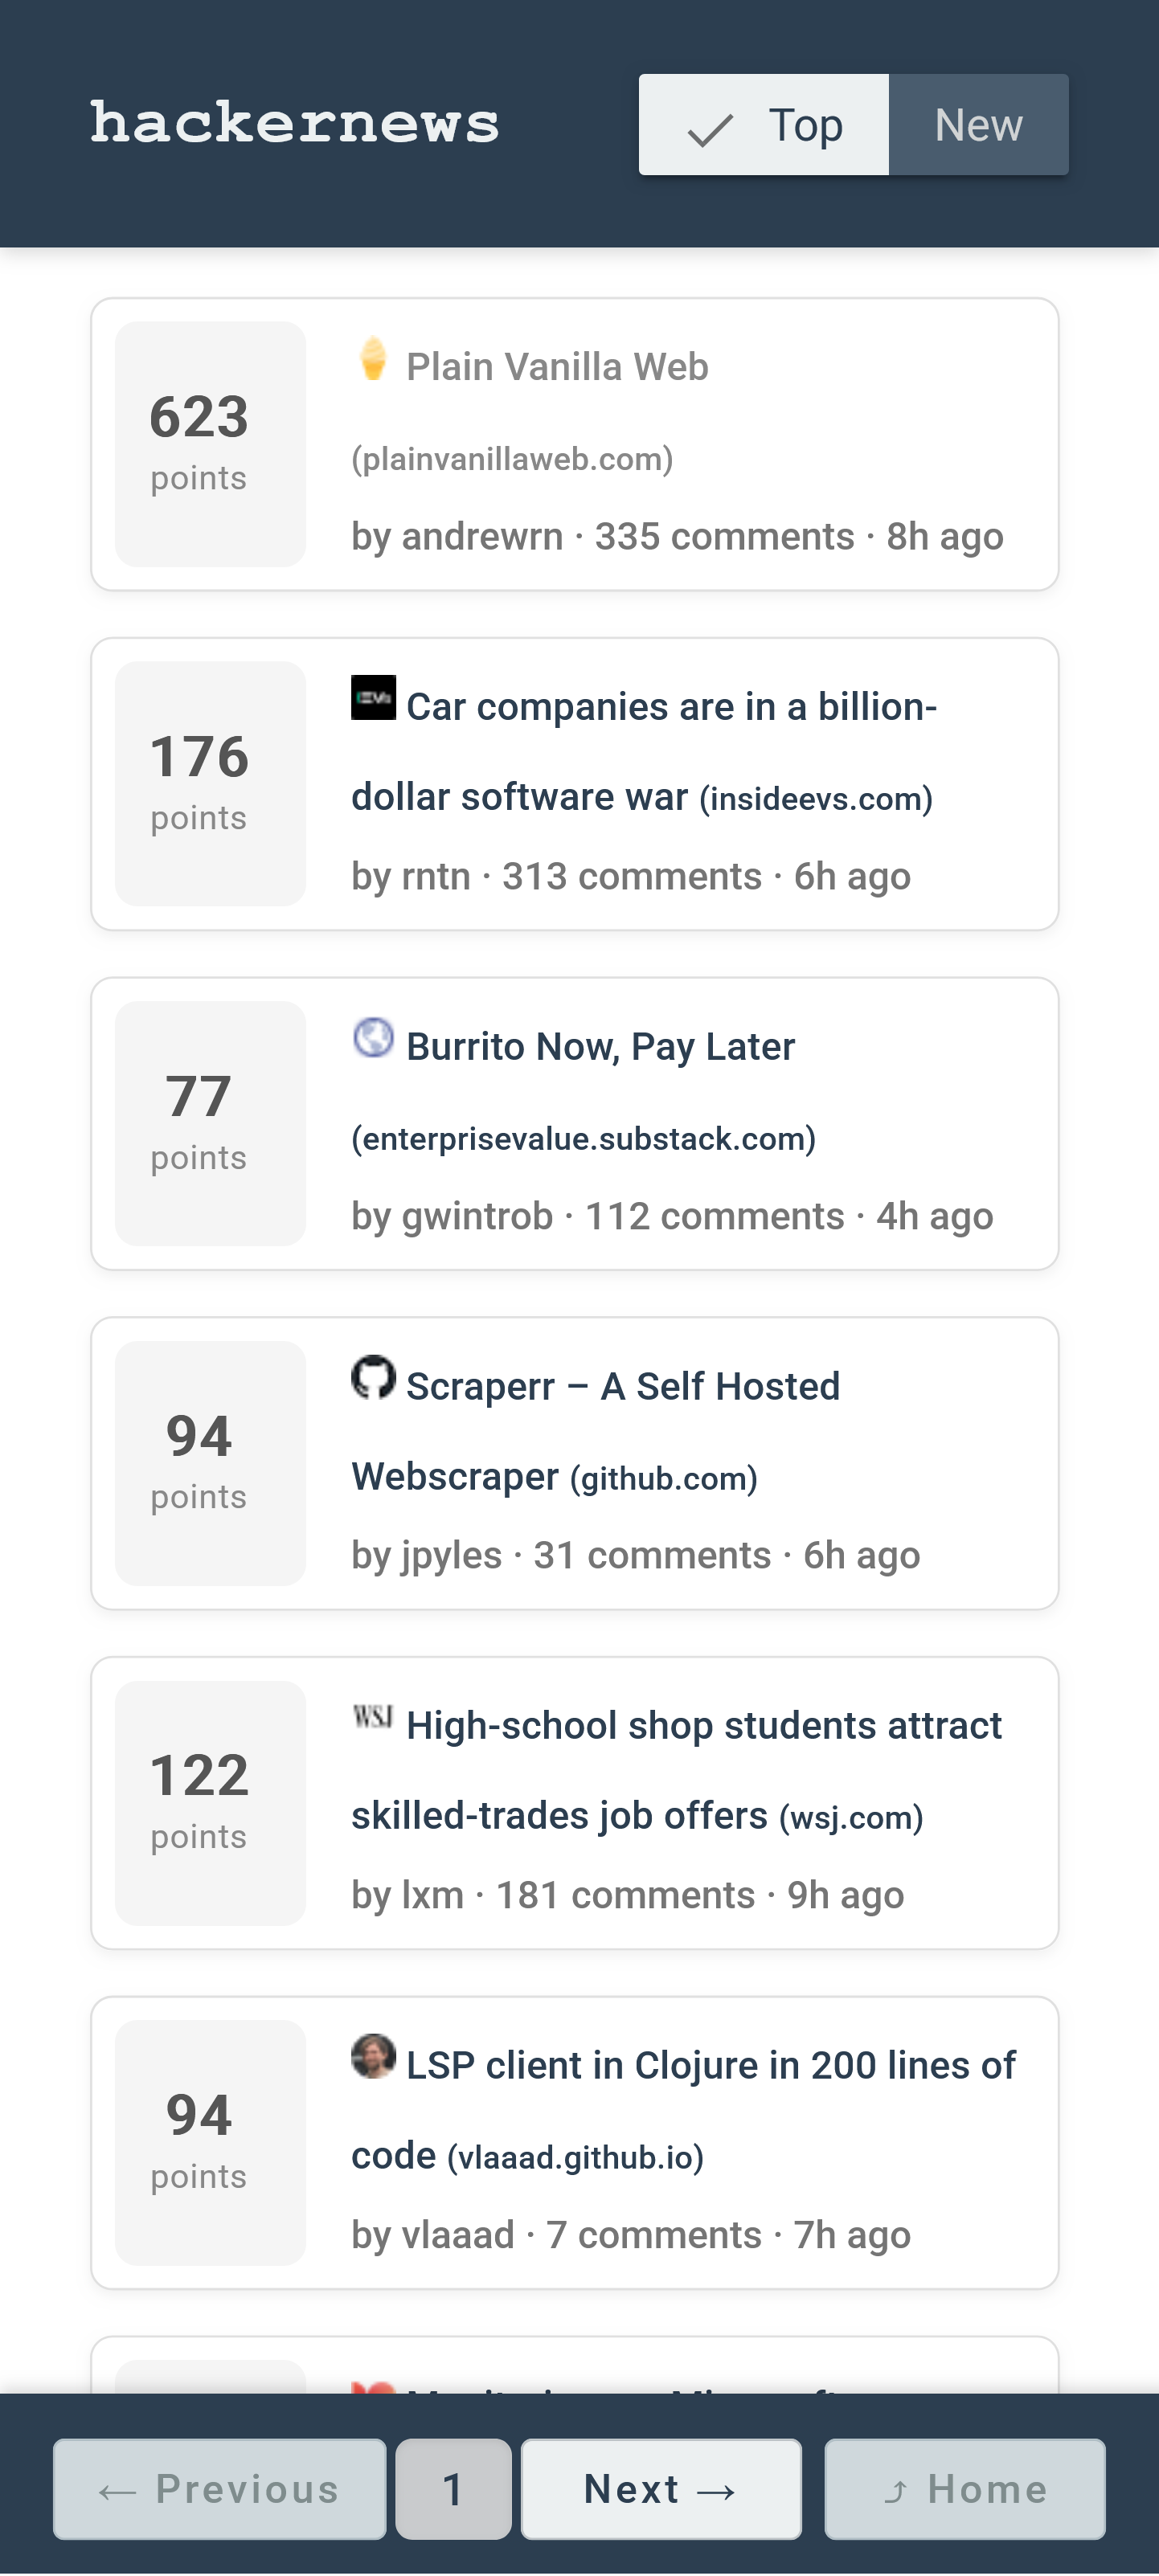 hackernews
✓ Top New
Plain Vanilla Web
623
points
(plainvanillaweb.com)
by andrewrn · 335 comments · 8h ago
Car companies are in a billion-
176
points
dollar software war (insideevs.com)
by rntn · 313 comments · 6h ago
Burrito Now, Pay Later
77
points
(enterprisevalue.substack.com)
by gwintrob · 112 comments · 4h ago
Scraperr – A Self Hosted
94
points
Webscraper (github.com)
by jpyles · 31 comments · 6h ago
WSJ High-school shop students attract
122
points
skilled-trades job offers (wsj.com)
by lxm · 181 comments · 9h ago
LSP client in Clojure in 200 lines of
94
points
code (vlaaad.github.io)
by vlaaad · 7 comments · 7h ago
← Previous 1 Next → ⤴ Home